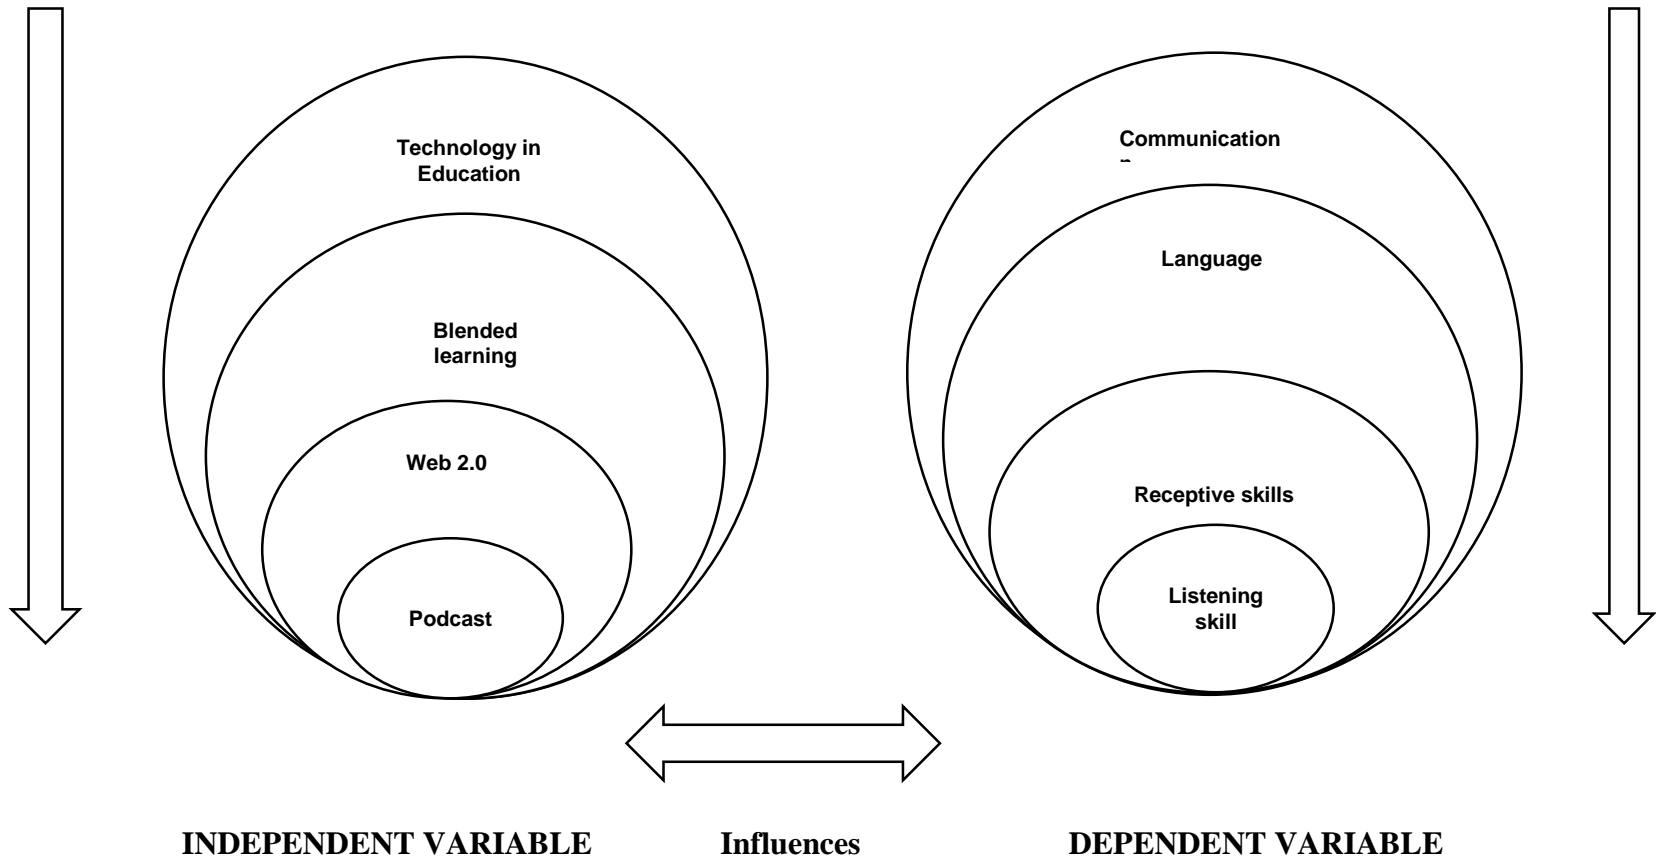 Technology in
Education
Blended
learning
Web 2.0
Podcast
Communication
Language
Receptive skills
Listening
skill
INDEPENDENT VARIABLE
Influences
DEPENDENT VARIABLE